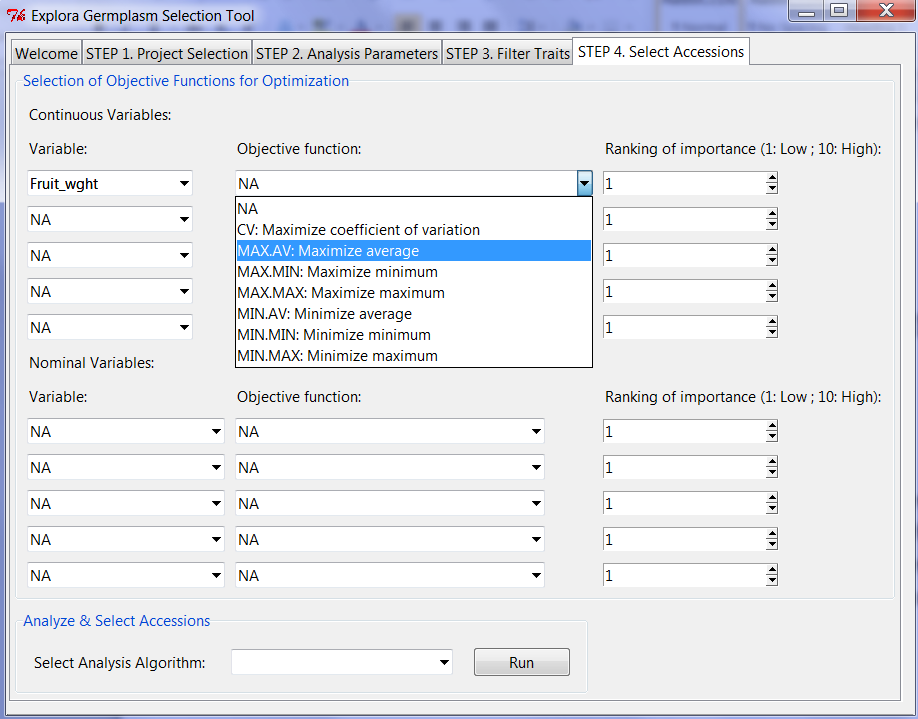 Explora Germplasm Selection Tool
Welcome STEP 1. Project Selection STEP 2. Analysis Parameters STEP 3. Filter Traits STEP 4. Select Accessions
Selection of Objective Functions for Optimization
Continuous Variables:
Variable: Objective function: Ranking of importance (1: Low ; 10: High):
Fruit_wght NA 1
NA
NA 1
CV: Maximize coefficient of variation
NA MAX.AV: Maximize average 1
MAX.MIN: Maximize minimum
NA MAX.MAX: Maximize maximum 1
MIN.AV: Minimize average
NA MIN.MIN: Minimize minimum 1
MIN.MAX: Minimize maximum
Nominal Variables:
Variable: Objective function: Ranking of importance (1: Low ; 10: High):
NA NA 1
NA NA 1
NA NA 1
NA NA 1
NA NA 1
Analyze & Select Accessions
Select Analysis Algorithm: Run